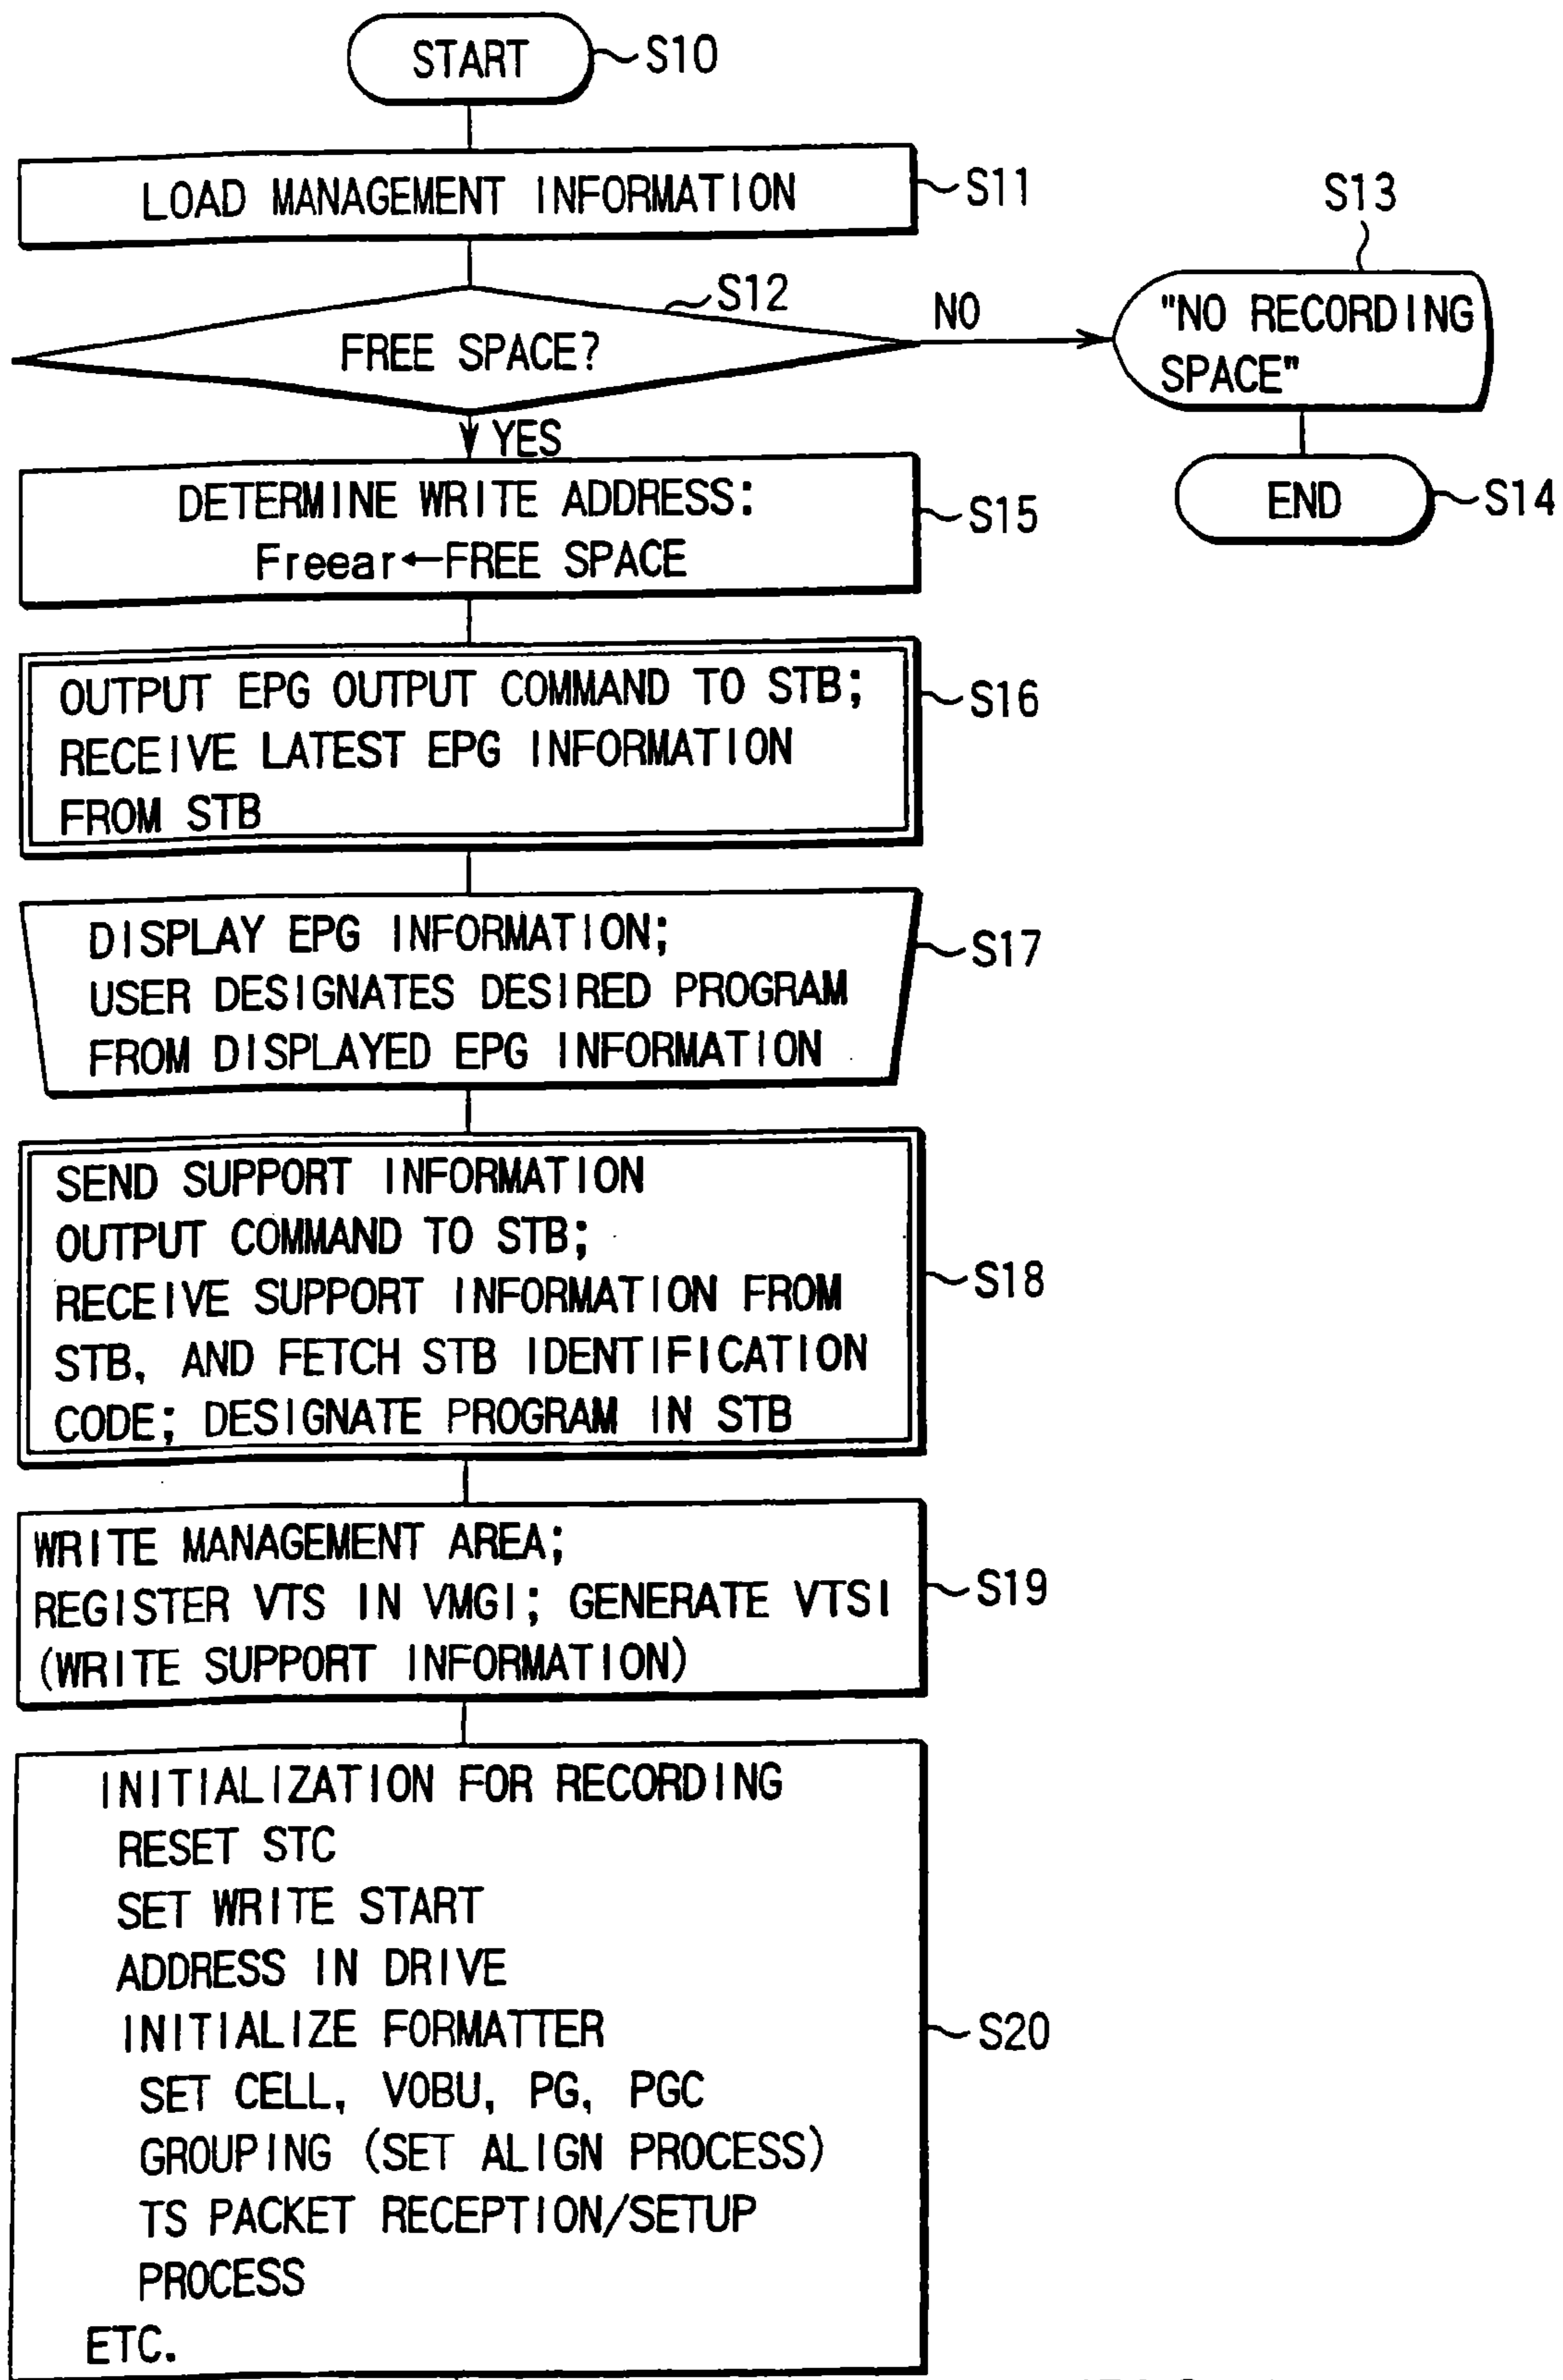 START
S10
LOAD MANAGEMENT INFORMATION
S11
S12
FREE SPACE?
NO
S13
"NO RECORDING
SPACE"
END
S14
YES
DETERMINE WRITE ADDRESS:
Freear←FREE SPACE
S15
OUTPUT EPG OUTPUT COMMAND TO STB;
RECEIVE LATEST EPG INFORMATION
FROM STB
S16
DISPLAY EPG INFORMATION;
USER DESIGNATES DESIRED PROGRAM
FROM DISPLAYED EPG INFORMATION
S17
SEND SUPPORT INFORMATION
OUTPUT COMMAND TO STB;
RECEIVE SUPPORT INFORMATION FROM
STB, AND FETCH STB IDENTIFICATION
CODE; DESIGNATE PROGRAM IN STB
S18
WRITE MANAGEMENT AREA;
REGISTER VTS IN VMGI; GENERATE VTSI
(WRITE SUPPORT INFORMATION)
S19
INITIALIZATION FOR RECORDING
RESET STC
SET WRITE START
ADDRESS IN DRIVE
INITIALIZE FORMATTER
SET CELL, VOBU, PG, PGC
GROUPING (SET ALIGN PROCESS)
TS PACKET RECEPTION/SETUP
PROCESS
ETC.
S20